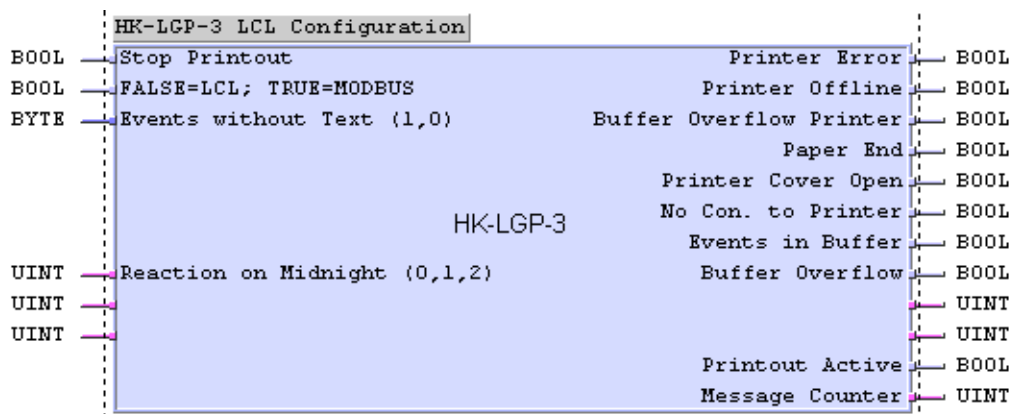 HK-LGP-3 LCL Configuration
BOOL Stop Printout Printer Error BOOL
BOOL FALSE=LCL; TRUE=MODBUS Printer Offline BOOL
BYTE Events without Text (1,0) Buffer Overflow Printer BOOL
Paper End BOOL
Printer Cover Open BOOL
HK-LGP-3 No Con. to Printer BOOL
Events in Buffer BOOL
UINT Reaction on Midnight (0,1,2) Buffer Overflow BOOL
UINT UINT
UINT UINT
Printout Active BOOL
Message Counter UINT